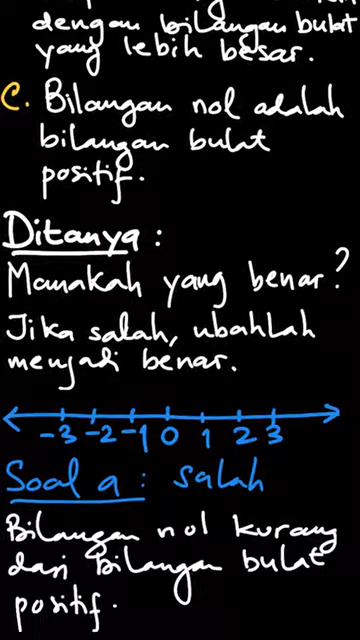 dengan bilangan bulat
yang lebih besar.
C. Bilangan nol adalah
bilangan bulat
positif.
Ditanya :
Manakah yang benar?
Jika salah, ubahlah
menjadi benar.
-3 -2 -1 0 1 2 3
Soal a : salah
Bilangan nol kurang
dari bilangan bulat
positif.